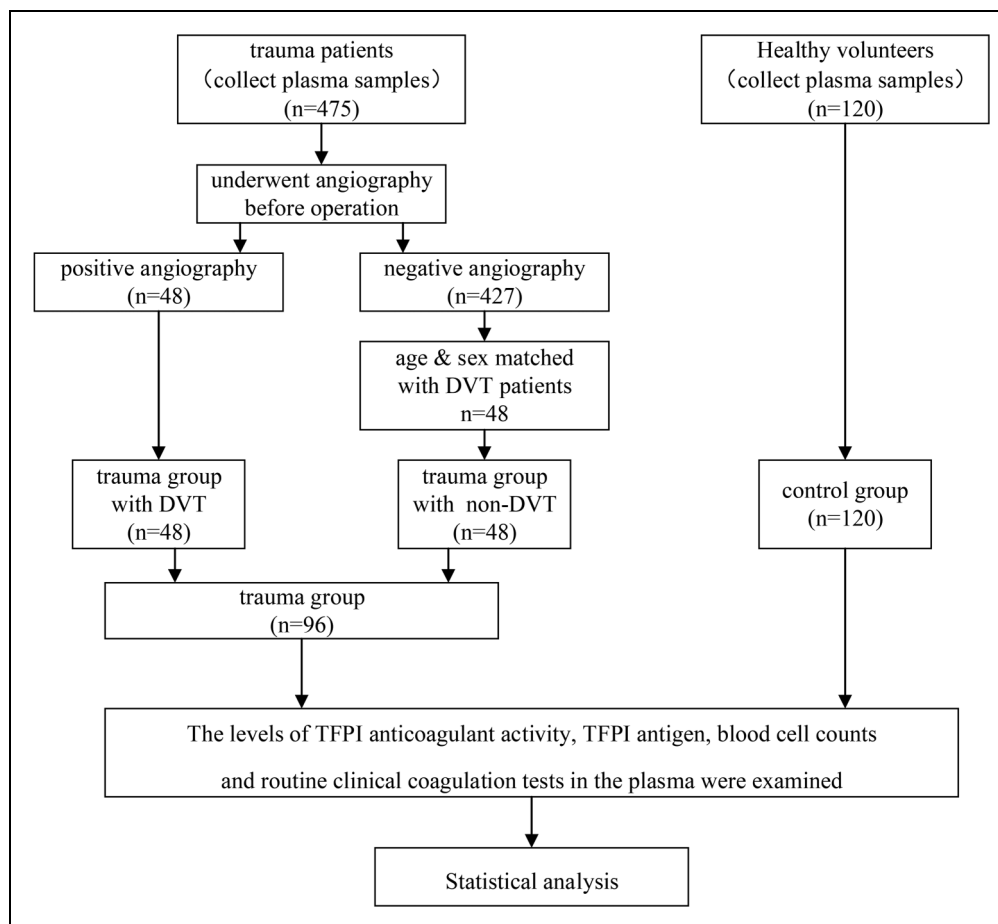 trauma patients
（collect plasma samples）
(n=475)
Healthy volunteers
（collect plasma samples）
(n=120)
underwent angiography
before operation
positive angiography
(n=48)
negative angiography
(n=427)
age & sex matched
with DVT patients
n=48
trauma group
with DVT
(n=48)
trauma group
with non-DVT
(n=48)
control group
(n=120)
trauma group
(n=96)
The levels of TFPI anticoagulant activity, TFPI antigen, blood cell counts
and routine clinical coagulation tests in the plasma were examined
Statistical analysis